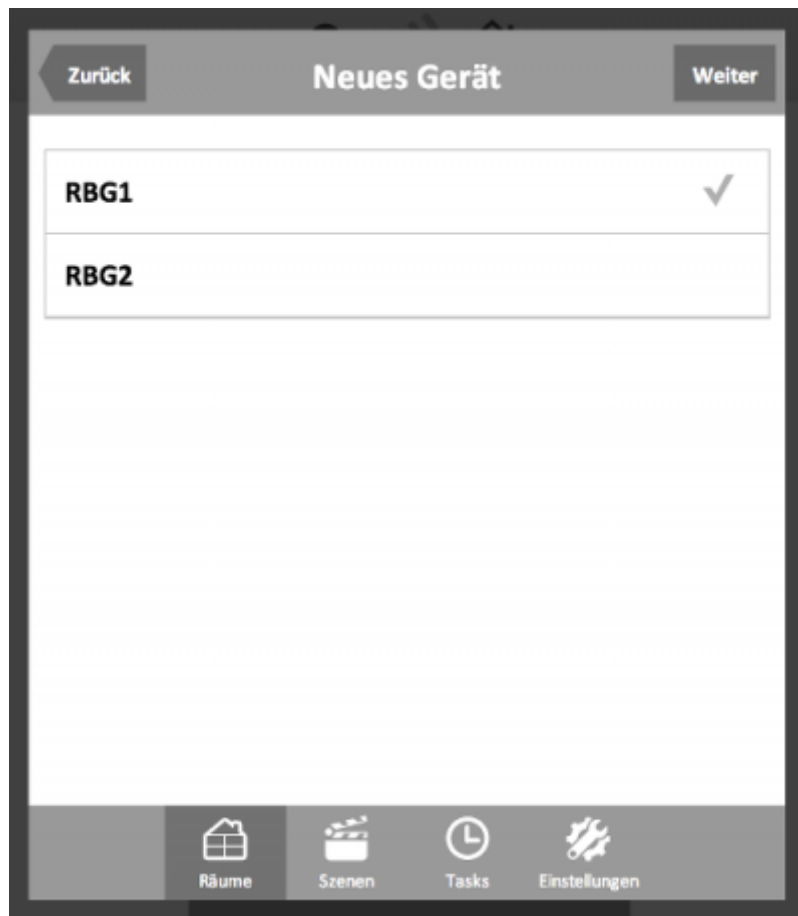 Zurück
Neues Gerät
Weiter
RBG1
RBG2
Räume
Szenen
Tasks
Einstellungen